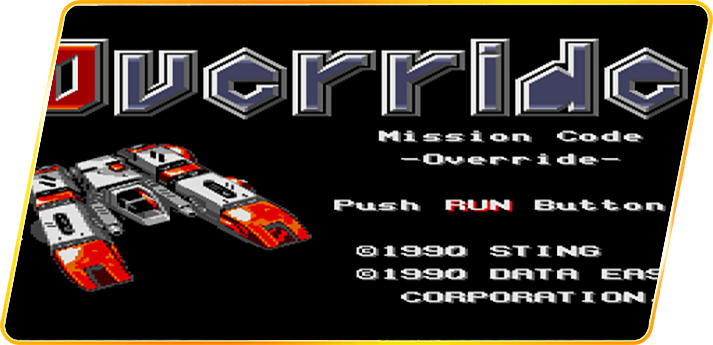 Override
Mission Code
-Override-
Push RUN Button
©1990 STING
©1990 DATA EAS
CORPORATION.